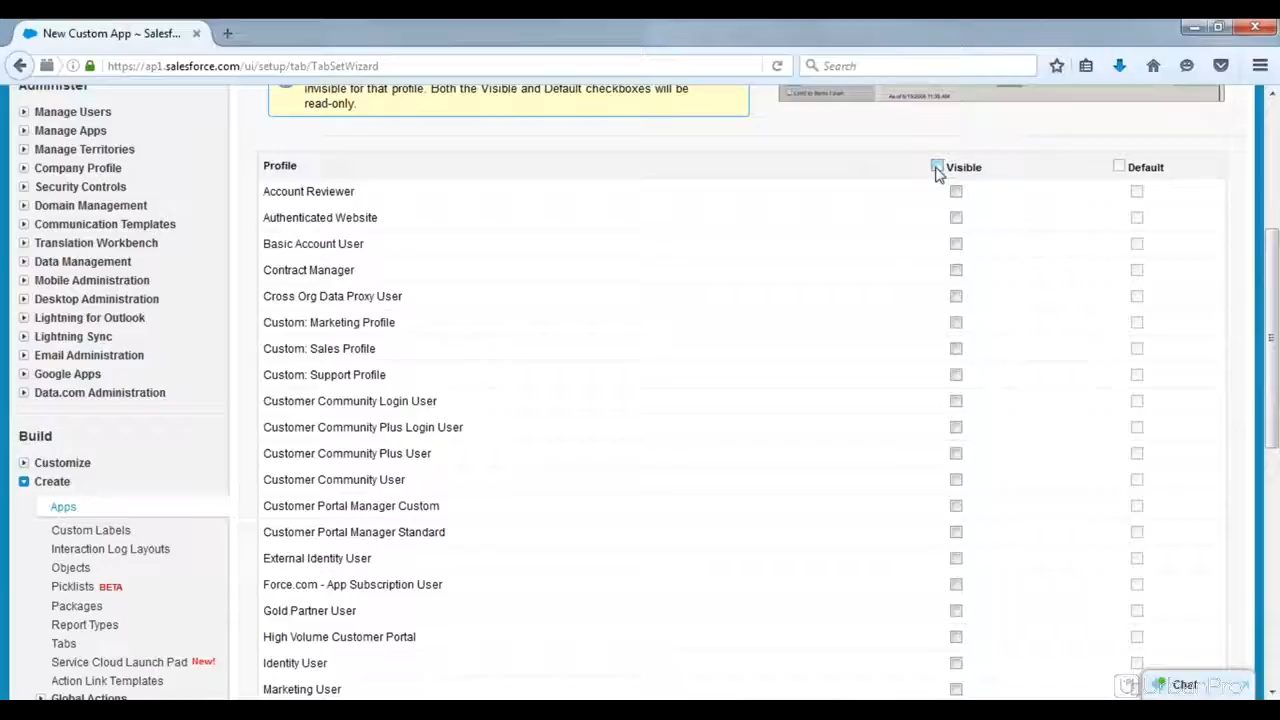 New Custom App ~ Salesf...
https://ap1.salesforce.com/ui/setup/tab/TabSetWizard
Search
Administer
Manage Users
Manage Apps
Manage Territories
Company Profile
Security Controls
Domain Management
Communication Templates
Translation Workbench
Data Management
Mobile Administration
Desktop Administration
Lightning for Outlook
Lightning Sync
Email Administration
Google Apps
Data.com Administration
Build
Customize
Create
Apps
Custom Labels
Interaction Log Layouts
Objects
Picklists BETA
Packages
Report Types
Tabs
Service Cloud Launch Pad New!
Action Link Templates
Global Actions
invisible for that profile. Both the Visible and Default checkboxes will be
read-only.
Profile Visible Default
Account Reviewer
Authenticated Website
Basic Account User
Contract Manager
Cross Org Data Proxy User
Custom: Marketing Profile
Custom: Sales Profile
Custom: Support Profile
Customer Community Login User
Customer Community Plus Login User
Customer Community Plus User
Customer Community User
Customer Portal Manager Custom
Customer Portal Manager Standard
External Identity User
Force.com - App Subscription User
Gold Partner User
High Volume Customer Portal
Identity User
Marketing User
Chat
UrbanPro